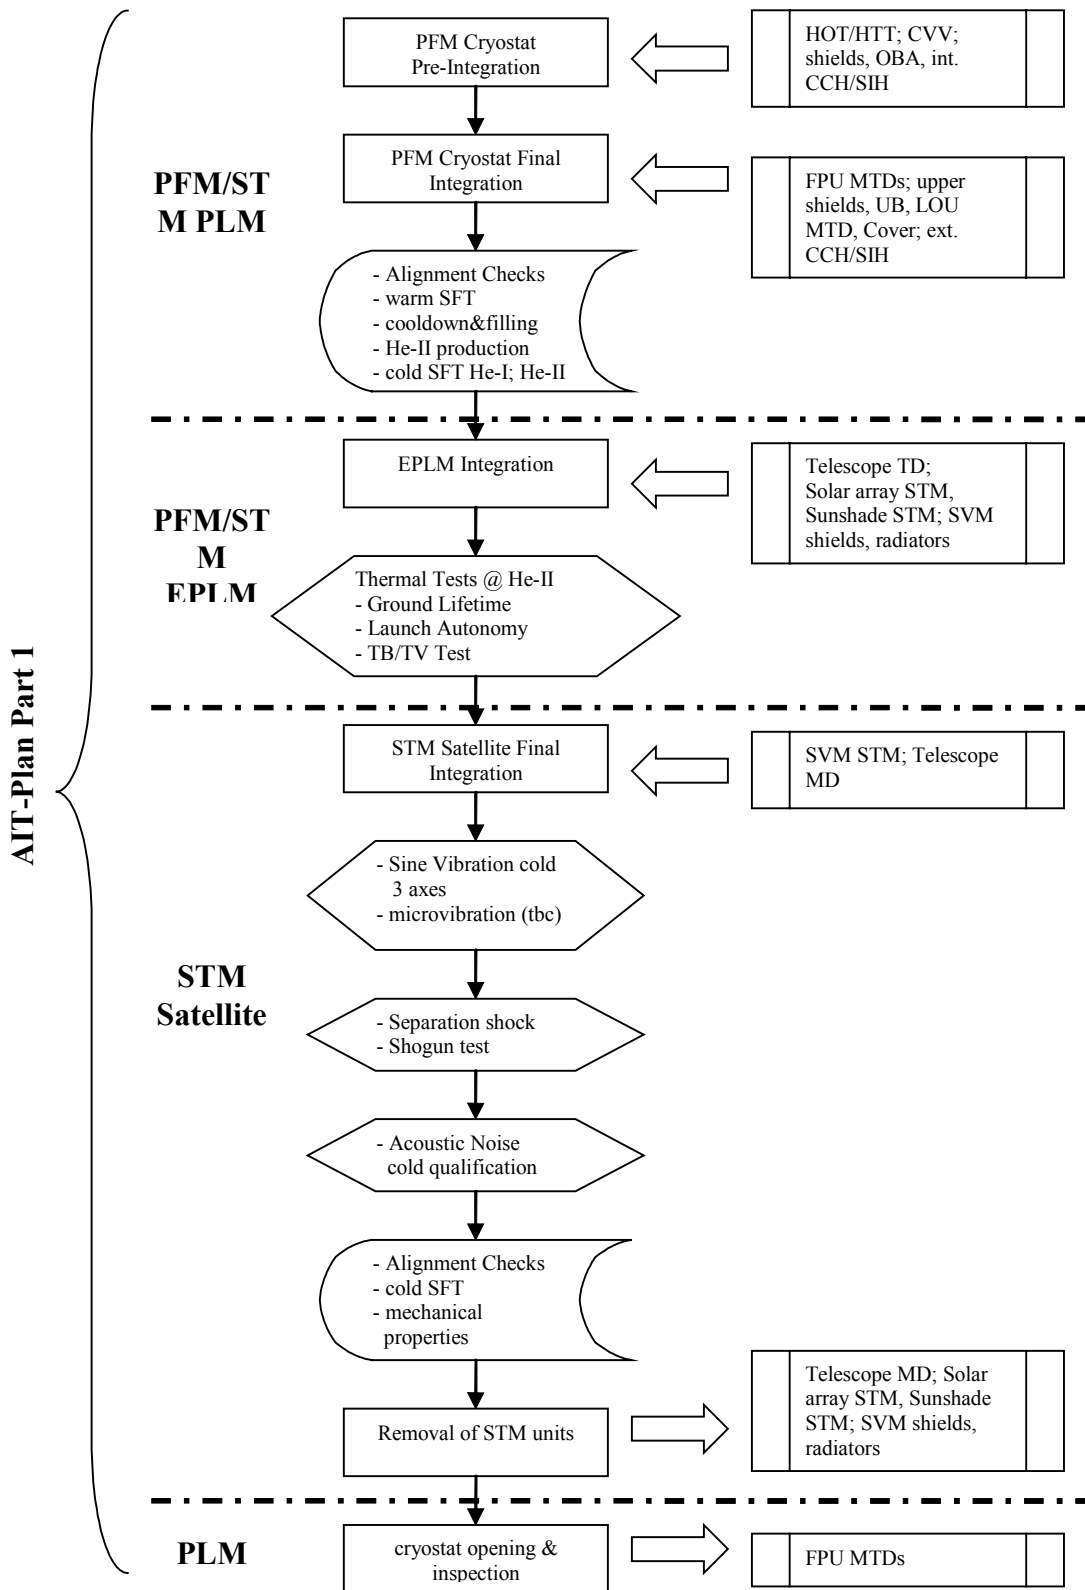 AIT-Plan Part 1
PFM Cryostat
Pre-Integration
HOT/HTT; CVV;
shields, OBA, int.
CCH/SIH
PFM/ST
M PLM
PFM Cryostat Final
Integration
FPU MTDs; upper
shields, UB, LOU
MTD, Cover; ext.
CCH/SIH
- Alignment Checks
- warm SFT
- cooldown&filling
- He-II production
- cold SFT He-I; He-II
PFM/ST
M
EPLM
EPLM Integration
Telescope TD;
Solar array STM,
Sunshade STM; SVM
shields, radiators
Thermal Tests @ He-II
- Ground Lifetime
- Launch Autonomy
- TB/TV Test
STM Satellite Final
Integration
SVM STM; Telescope
MD
- Sine Vibration cold
3 axes
- microvibration (tbc)
STM
Satellite
- Separation shock
- Shogun test
- Acoustic Noise
cold qualification
- Alignment Checks
- cold SFT
- mechanical
properties
Removal of STM units
Telescope MD; Solar
array STM, Sunshade
STM; SVM shields,
radiators
PLM
cryostat opening &
inspection
FPU MTDs